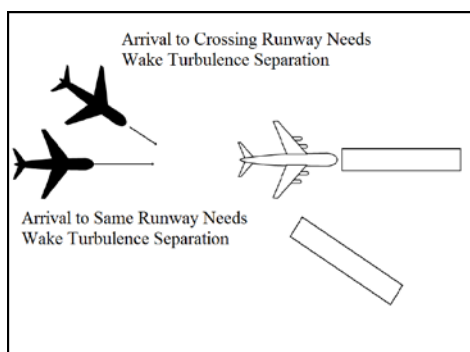 Arrival to Crossing Runway Needs
Wake Turbulence Separation
Arrival to Same Runway Needs
Wake Turbulence Separation